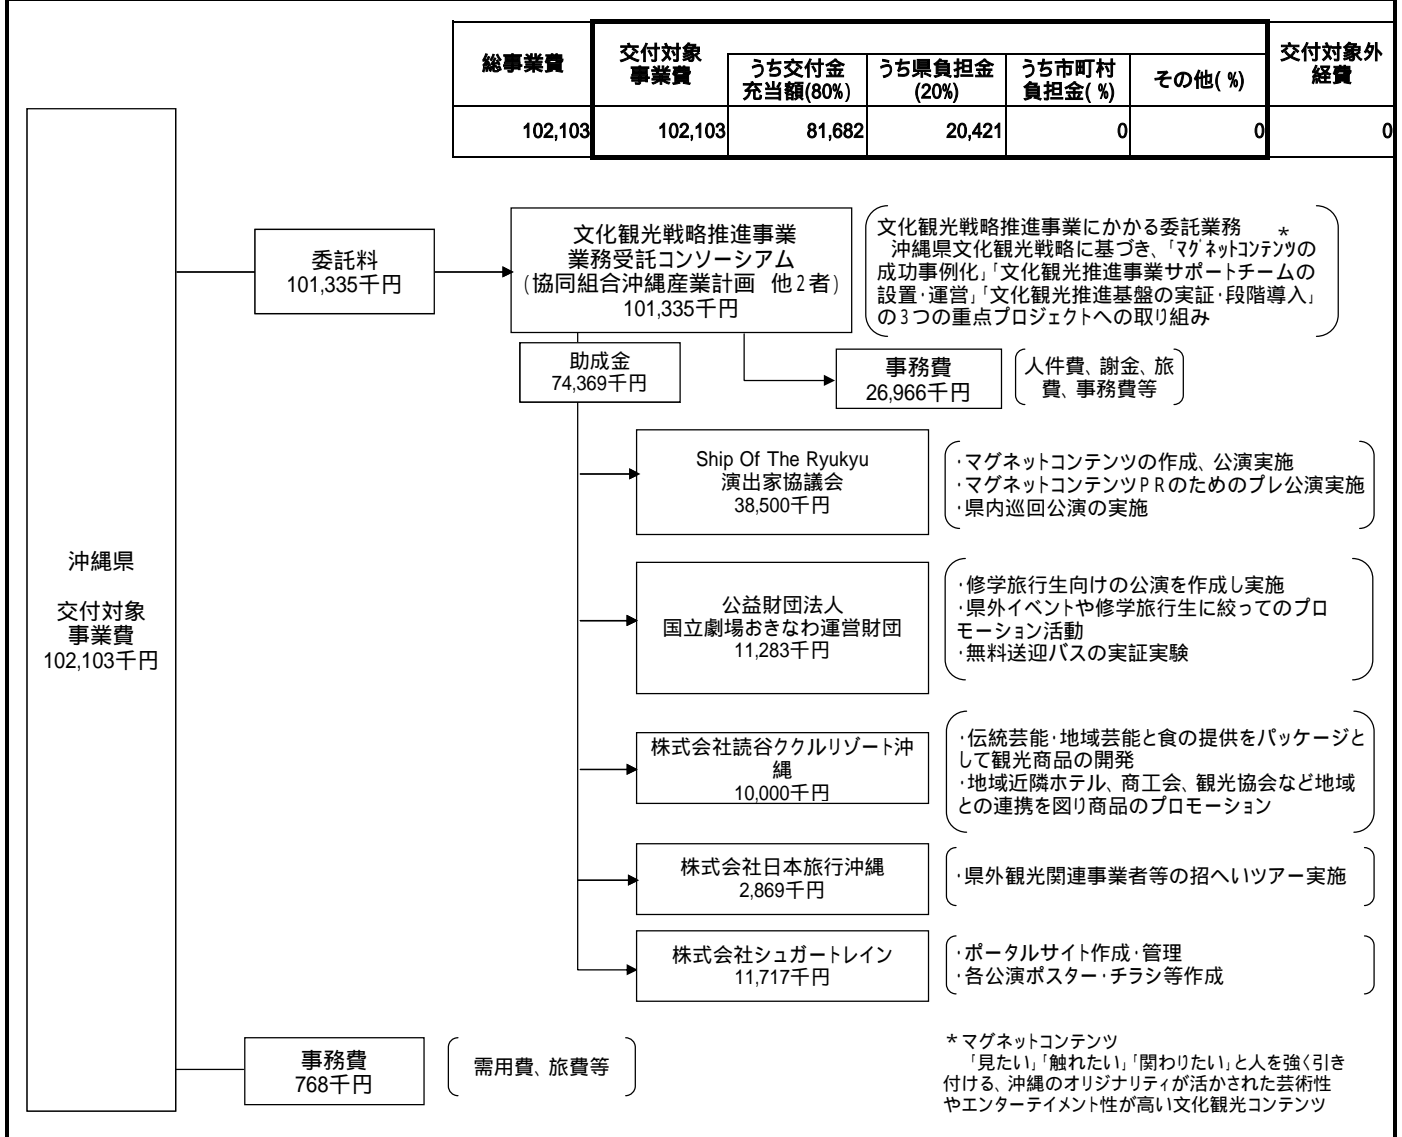 総事業費
交付対象
事業費
うち交付金
充当額(80%)
うち県負担金
(20%)
うち市町村
負担金( %)
その他( %)
交付対象外
経費
102,103
102,103
81,682
20,421
0
0
0
沖縄県
交付対象
事業費
102,103千円
委託料
101,335千円
文化観光戦略推進事業
業務受託コンソーシアム
(協同組合沖縄産業計画 他2者)
101,335千円
文化観光戦略推進事業にかかる委託業務 *
沖縄県文化観光戦略に基づき、「マグネットコンテンツの
成功事例化」「文化観光推進事業サポートチームの
設置・運営」「文化観光推進基盤の実証・段階導入」
の3つの重点プロジェクトへの取り組み
助成金
74,369千円
事務費
26,966千円
人件費、謝金、旅
費、事務費等
Ship Of The Ryukyu
演出家協議会
38,500千円
・マグネットコンテンツの作成、公演実施
・マグネットコンテンツPRのためのプレ公演実施
・県内巡回公演の実施
公益財団法人
国立劇場おきなわ運営財団
11,283千円
・修学旅行生向けの公演を作成し実施
・県外イベントや修学旅行生に絞ってのプロ
モーション活動
・無料送迎バスの実証実験
株式会社読谷ククルリゾート沖
縄
10,000千円
・伝統芸能・地域芸能と食の提供をパッケージと
して観光商品の開発
・地域近隣ホテル、商工会、観光協会など地域
との連携を図り商品のプロモーション
株式会社日本旅行沖縄
2,869千円
・県外観光関連事業者等の招へいツアー実施
株式会社シュガートレイン
11,717千円
・ポータルサイト作成・管理
・各公演ポスター・チラシ等作成
事務費
768千円
需用費、旅費等
*マグネットコンテンツ
「見たい」「触れたい」「関わりたい」と人を強く引き
付ける、沖縄のオリジナリティが活かされた芸術性
やエンターテイメント性が高い文化観光コンテンツ